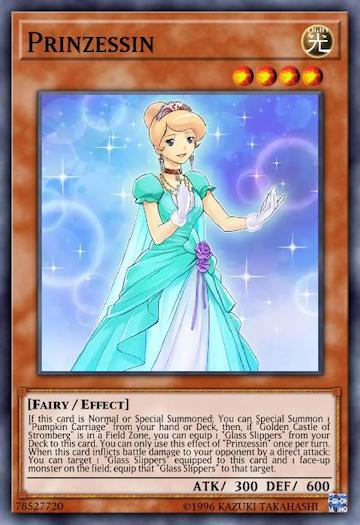 PRINZESSIN
LIGHT
光
[FAIRY / EFFECT]
If this card is Normal or Special Summoned: You can Special Summon 1
"Pumpkin Carriage" from your hand or Deck, then, if "Golden Castle of
Stromberg" is in a Field Zone, you can equip 1 "Glass Slippers" from your
Deck to this card. You can only use this effect of "Prinzessin" once per turn.
When this card inflicts battle damage to your opponent by a direct attack:
You can target 1 "Glass Slippers" equipped to this card and 1 face-up
monster on the field; equip that "Glass Slippers" to that target.
ATK/ 300 DEF/ 600
78527720
©1996 KAZUKI TAKAHASHI